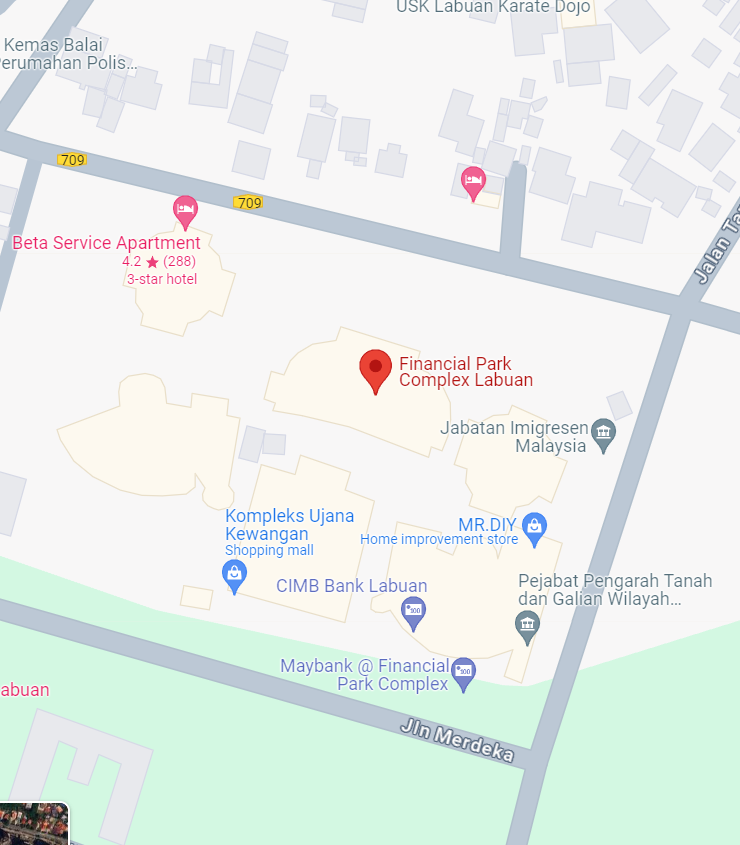 USK Labuan Karate Dojo
Kemas Balai
erumahan Polis...
709
709
Beta Service Apartment
4.2 ★ (288)
3-star hotel
Jalan Ta
Financial Park
Complex Labuan
Jabatan Imigresen
Malaysia
Kompleks Ujana
Kewangan
Shopping mall
MR.DIY
Home improvement store
CIMB Bank Labuan
Pejabat Pengarah Tanah
dan Galian Wilayah...
Maybank @ Financial
Park Complex
abuan
Jln Merdeka